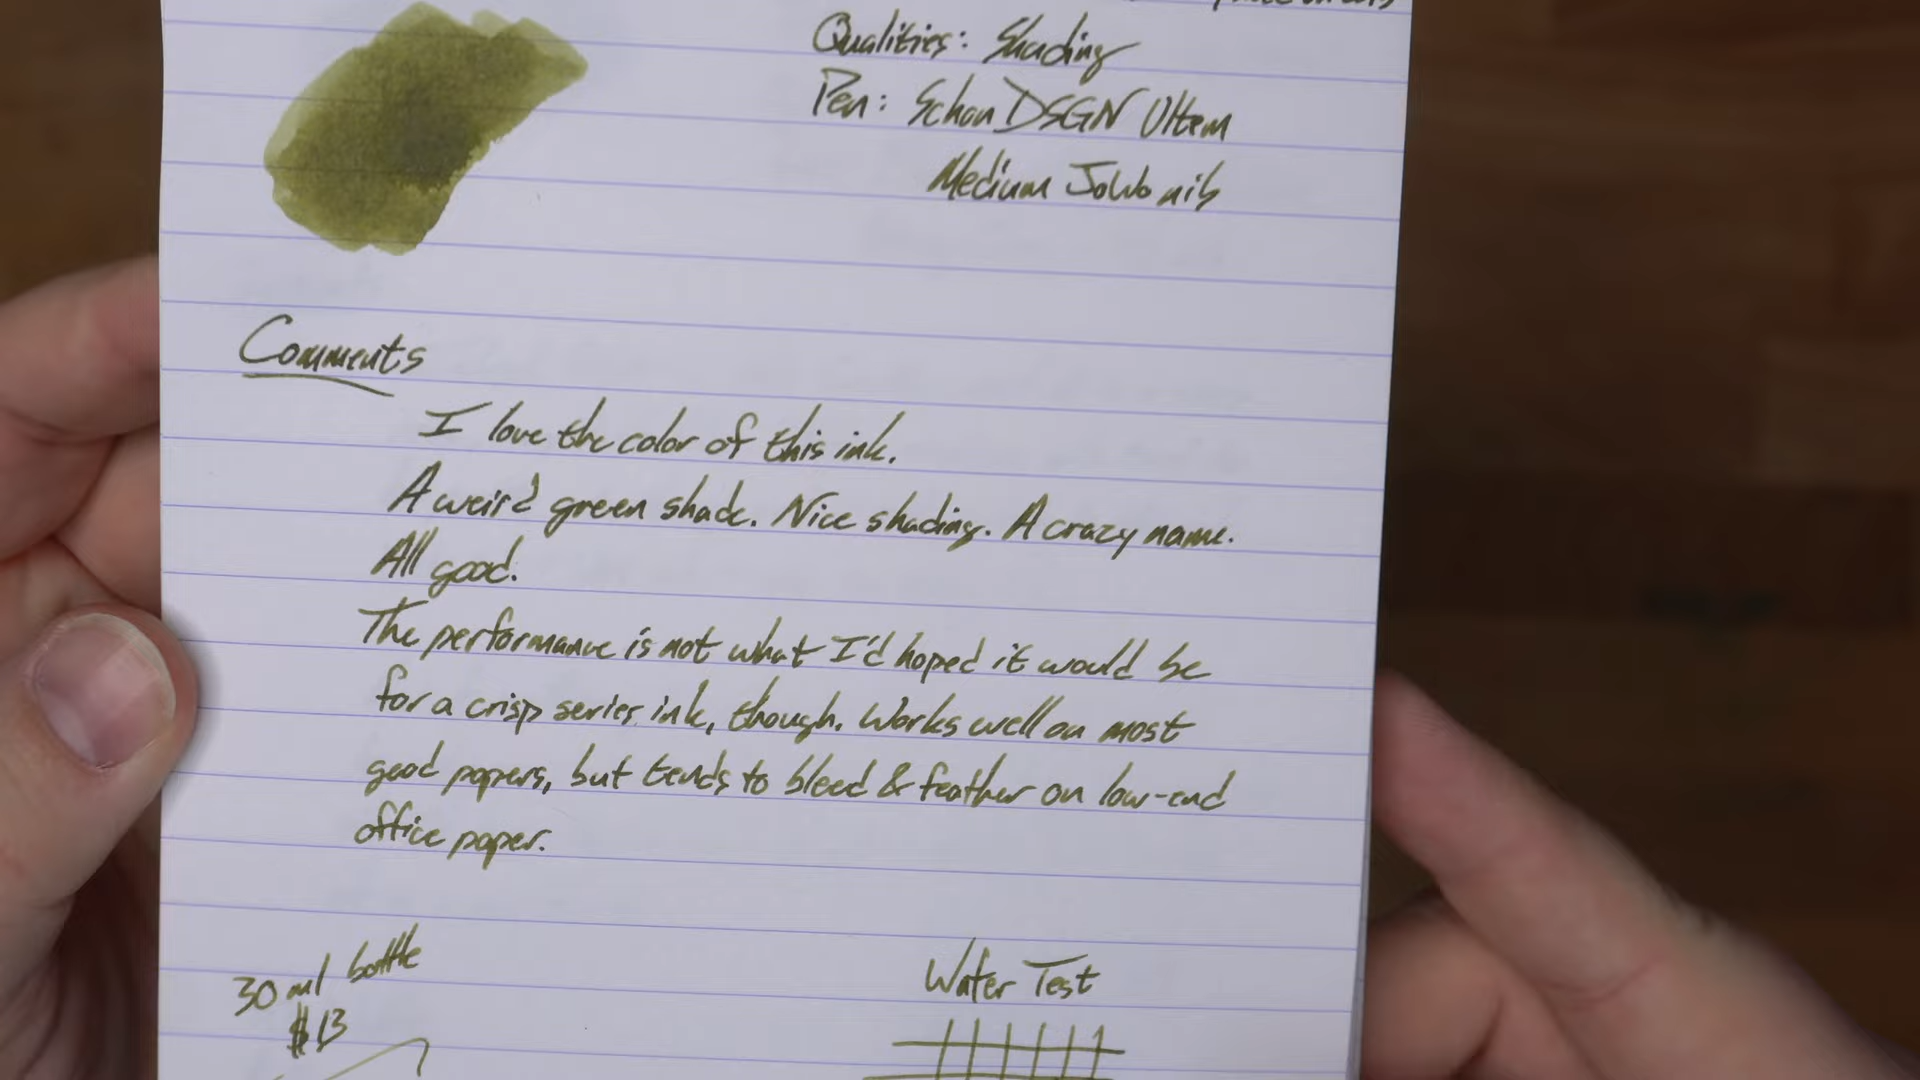 Qualities: Shading
Pen: Schon DSGN Ultem
Medium JoWo nib
Comments
I love the color of this ink.
A weird green shade. Nice shading. A crazy name.
All good.
The performance is not what I'd hoped it would be
for a crisp series ink, though. Works well on most
good papers, but tends to bleed & feather on low-end
office paper.
30 ml bottle
$13
Water Test